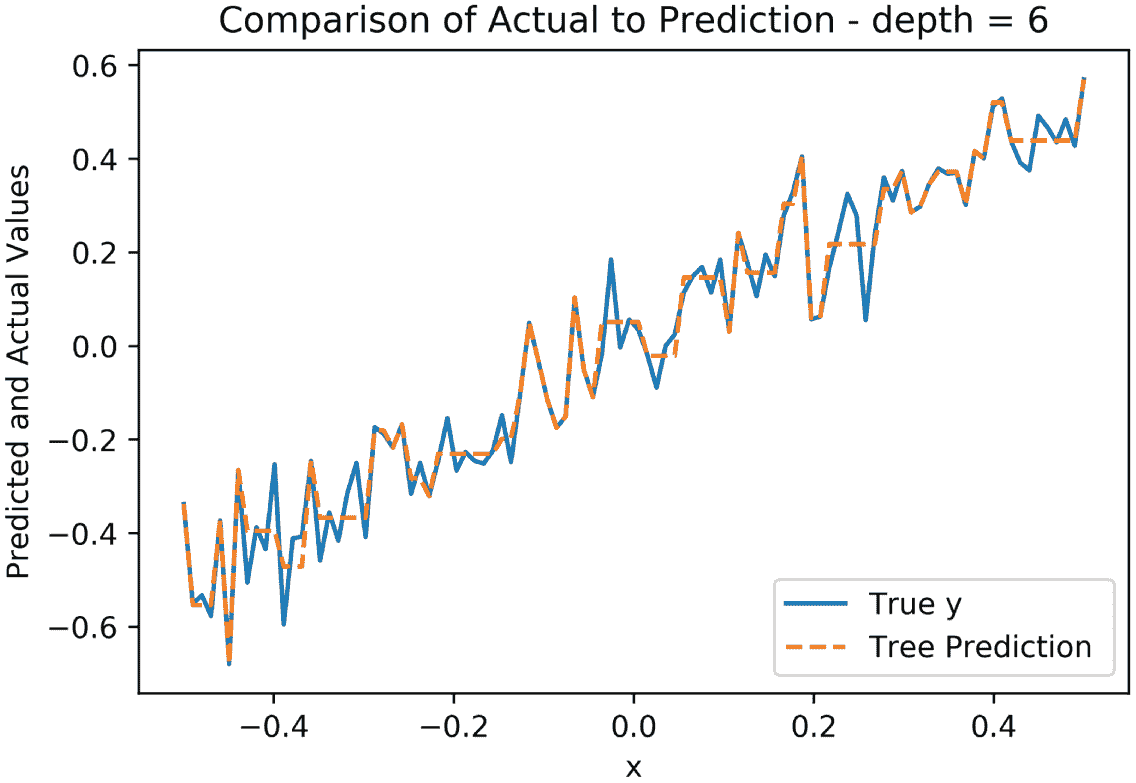 Comparison of Actual to Prediction - depth = 6
Predicted and Actual Values
0.6
0.4
0.2
0.0
−0.2
−0.4
−0.6
True y
Tree Prediction
−0.4
−0.2
0.0
0.2
0.4
x